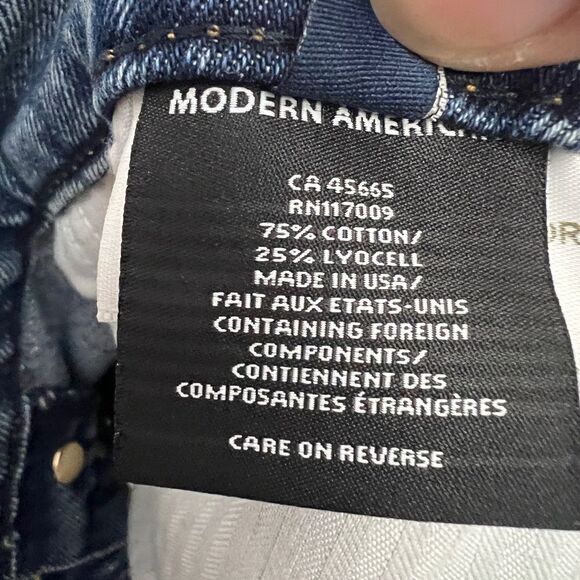 MODERN AMERICAN
CA 45665
RN117009
75% COTTON/
25% LYOCELL
MADE IN USA/
FAIT AUX ETATS-UNIS
CONTAINING FOREIGN
COMPONENTS/
CONTIENNENT DES
COMPOSANTES ÉTRANGÈRES
CARE ON REVERSE